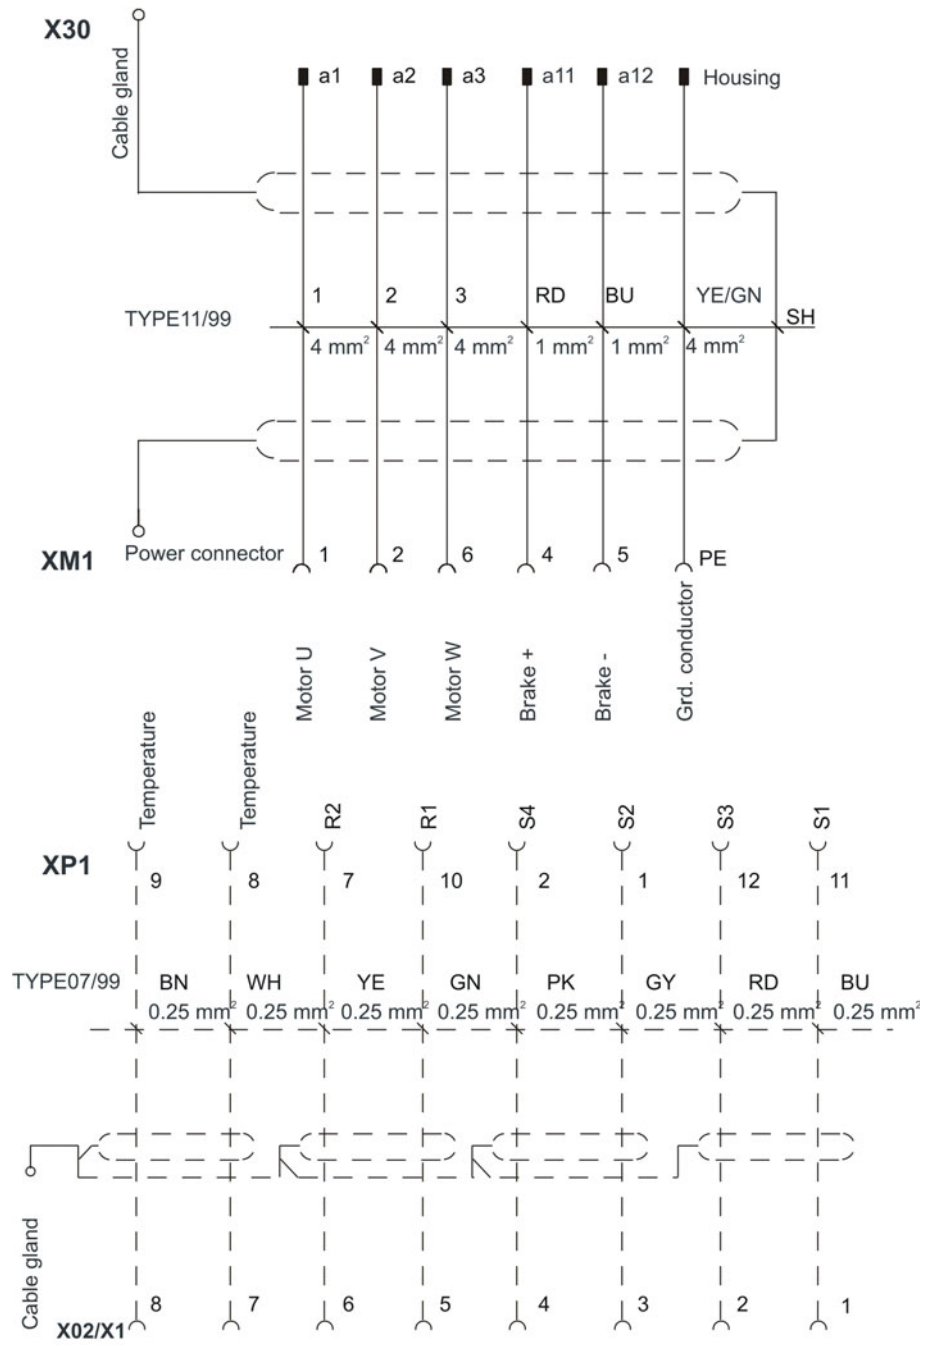 X30
Cable gland
a1 a2 a3 a11 a12 Housing
1 2 3 RD BU YE/GN
TYPE11/99 SH
4 mm² 4 mm² 4 mm² 1 mm² 1 mm² 4 mm²
XM1 Power connector 1 2 6 4 5 PE
Motor U
Motor V
Motor W
Brake +
Brake -
Grd. conductor
Temperature
Temperature
R2
R1
S4
S2
S3
S1
XP1
9 8 7 10 2 1 12 11
TYPE07/99 BN WH YE GN PK GY RD BU
0.25 mm² 0.25 mm² 0.25 mm² 0.25 mm² 0.25 mm² 0.25 mm² 0.25 mm² 0.25 mm²
Cable gland
8 7 6 5 4 3 2 1
X02/X1